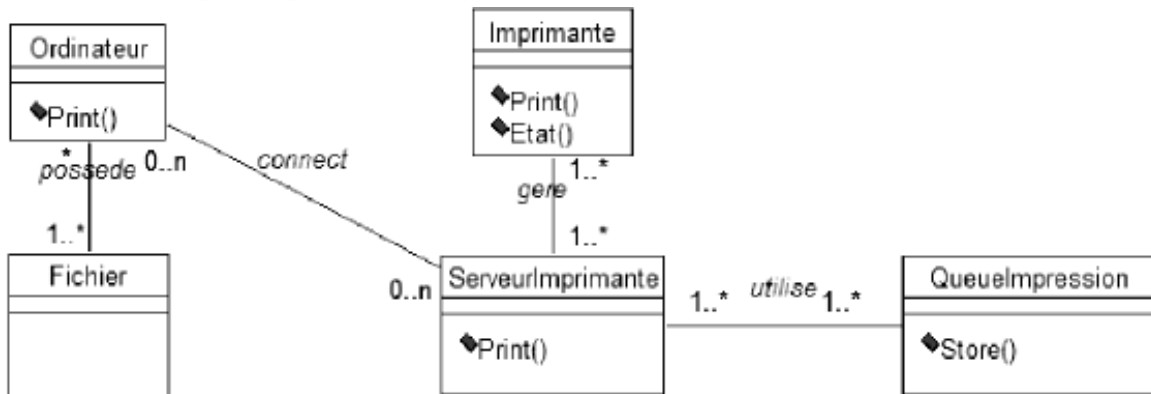 Ordinateur
Print()
*
possede
0..n
connect
1..*
Fichier
Imprimante
Print()
Etat()
1..*
gere
1..*
0..n
ServeurImprimante
Print()
1..*
utilise
1..*
QueueImpression
Store()